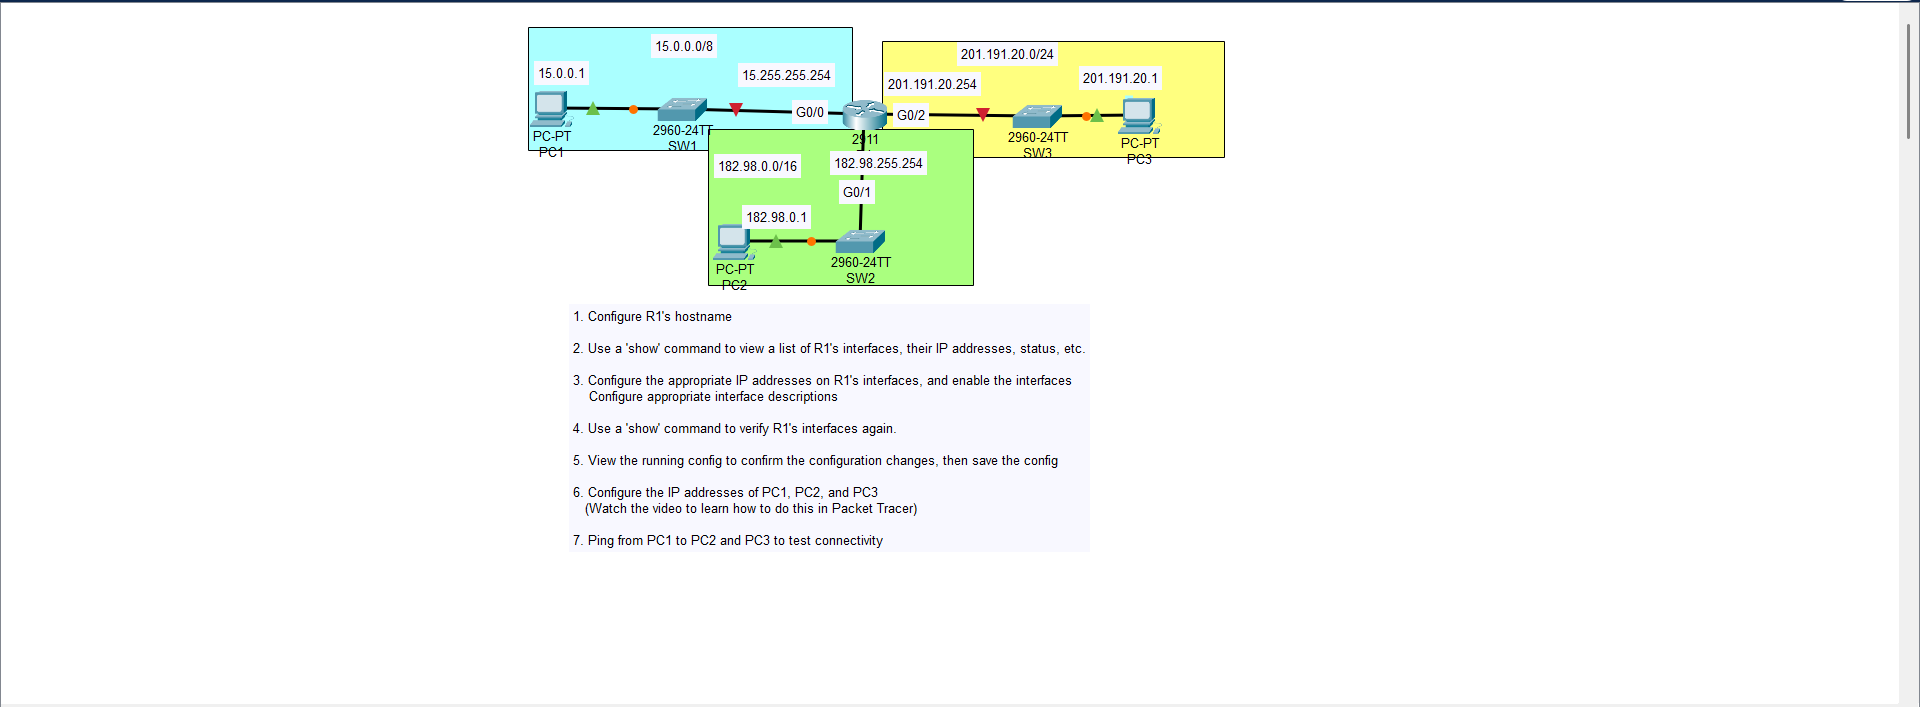 15.0.0.0/8
15.0.0.1
15.255.255.254
G0/0
PC-PT
PC1
2960-24TT
SW1
201.191.20.0/24
201.191.20.254
201.191.20.1
G0/2
2911
2960-24TT
SW3
PC-PT
PC3
182.98.0.0/16
182.98.255.254
G0/1
182.98.0.1
PC-PT
PC2
2960-24TT
SW2
1. Configure R1's hostname
2. Use a 'show' command to view a list of R1's interfaces, their IP addresses, status, etc.
3. Configure the appropriate IP addresses on R1's interfaces, and enable the interfaces
Configure appropriate interface descriptions
4. Use a 'show' command to verify R1's interfaces again.
5. View the running config to confirm the configuration changes, then save the config
6. Configure the IP addresses of PC1, PC2, and PC3
(Watch the video to learn how to do this in Packet Tracer)
7. Ping from PC1 to PC2 and PC3 to test connectivity